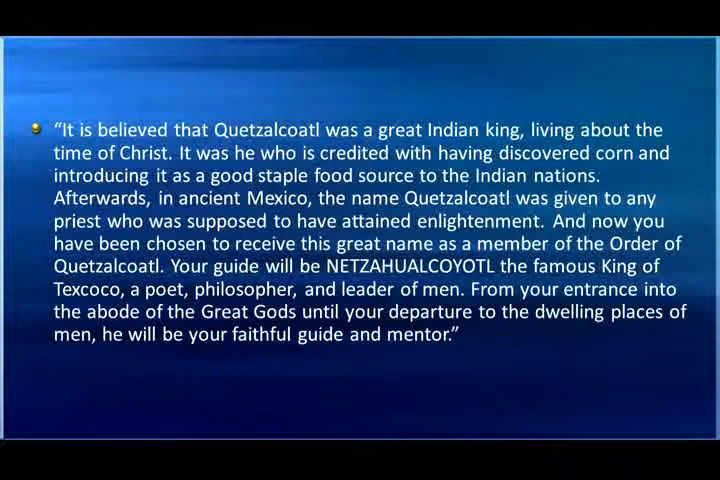 “It is believed that Quetzalcoatl was a great Indian king, living about the
time of Christ. It was he who is credited with having discovered corn and
introducing it as a good staple food source to the Indian nations.
Afterwards, in ancient Mexico, the name Quetzalcoatl was given to any
priest who was supposed to have attained enlightenment. And now you
have been chosen to receive this great name as a member of the Order of
Quetzalcoatl. Your guide will be NETZAHUALCOYOTL the famous King of
Texcoco, a poet, philosopher, and leader of men. From your entrance into
the abode of the Great Gods until your departure to the dwelling places of
men, he will be your faithful guide and mentor.”